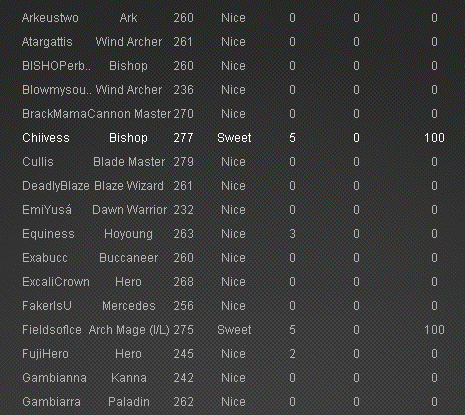 Arkeustwo Ark 260 Nice 0 0 0
Atargattis Wind Archer 261 Nice 0 0 0
BISHOPerb.. Bishop 260 Nice 0 0 0
Blowmysou.. Wind Archer 236 Nice 0 0 0
BrackMama Cannon Master 270 Nice 0 0 0
Chiivess Bishop 277 Sweet 5 0 100
Cullis Blade Master 279 Nice 0 0 0
DeadlyBlaze Blaze Wizard 261 Nice 0 0 0
EmiYusá Dawn Warrior 232 Nice 0 0 0
Equiness Hoyoung 263 Nice 3 0 0
Exabucc Buccaneer 260 Nice 0 0 0
ExcaliCrown Hero 268 Nice 0 0 0
FakerIsU Mercedes 256 Nice 0 0 0
FieldsofIce Arch Mage (I/L) 275 Sweet 5 0 100
FujiHero Hero 245 Nice 2 0 0
Gambianna Kanna 242 Nice 0 0 0
Gambiarra Paladin 262 Nice 0 0 0